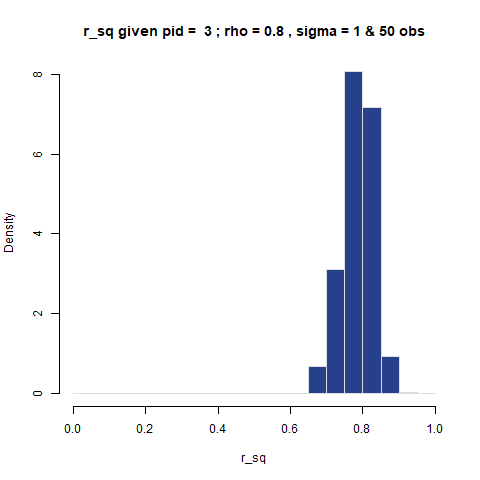 r_sq given pid =  3 ; rho = 0.8 , sigma = 1 & 50 obs
Density
8
6
4
2
0
0.0 0.2 0.4 0.6 0.8 1.0
r_sq